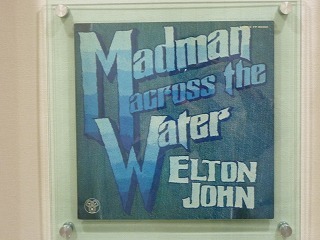 Madman
across the
Water
ELTON
JOHN